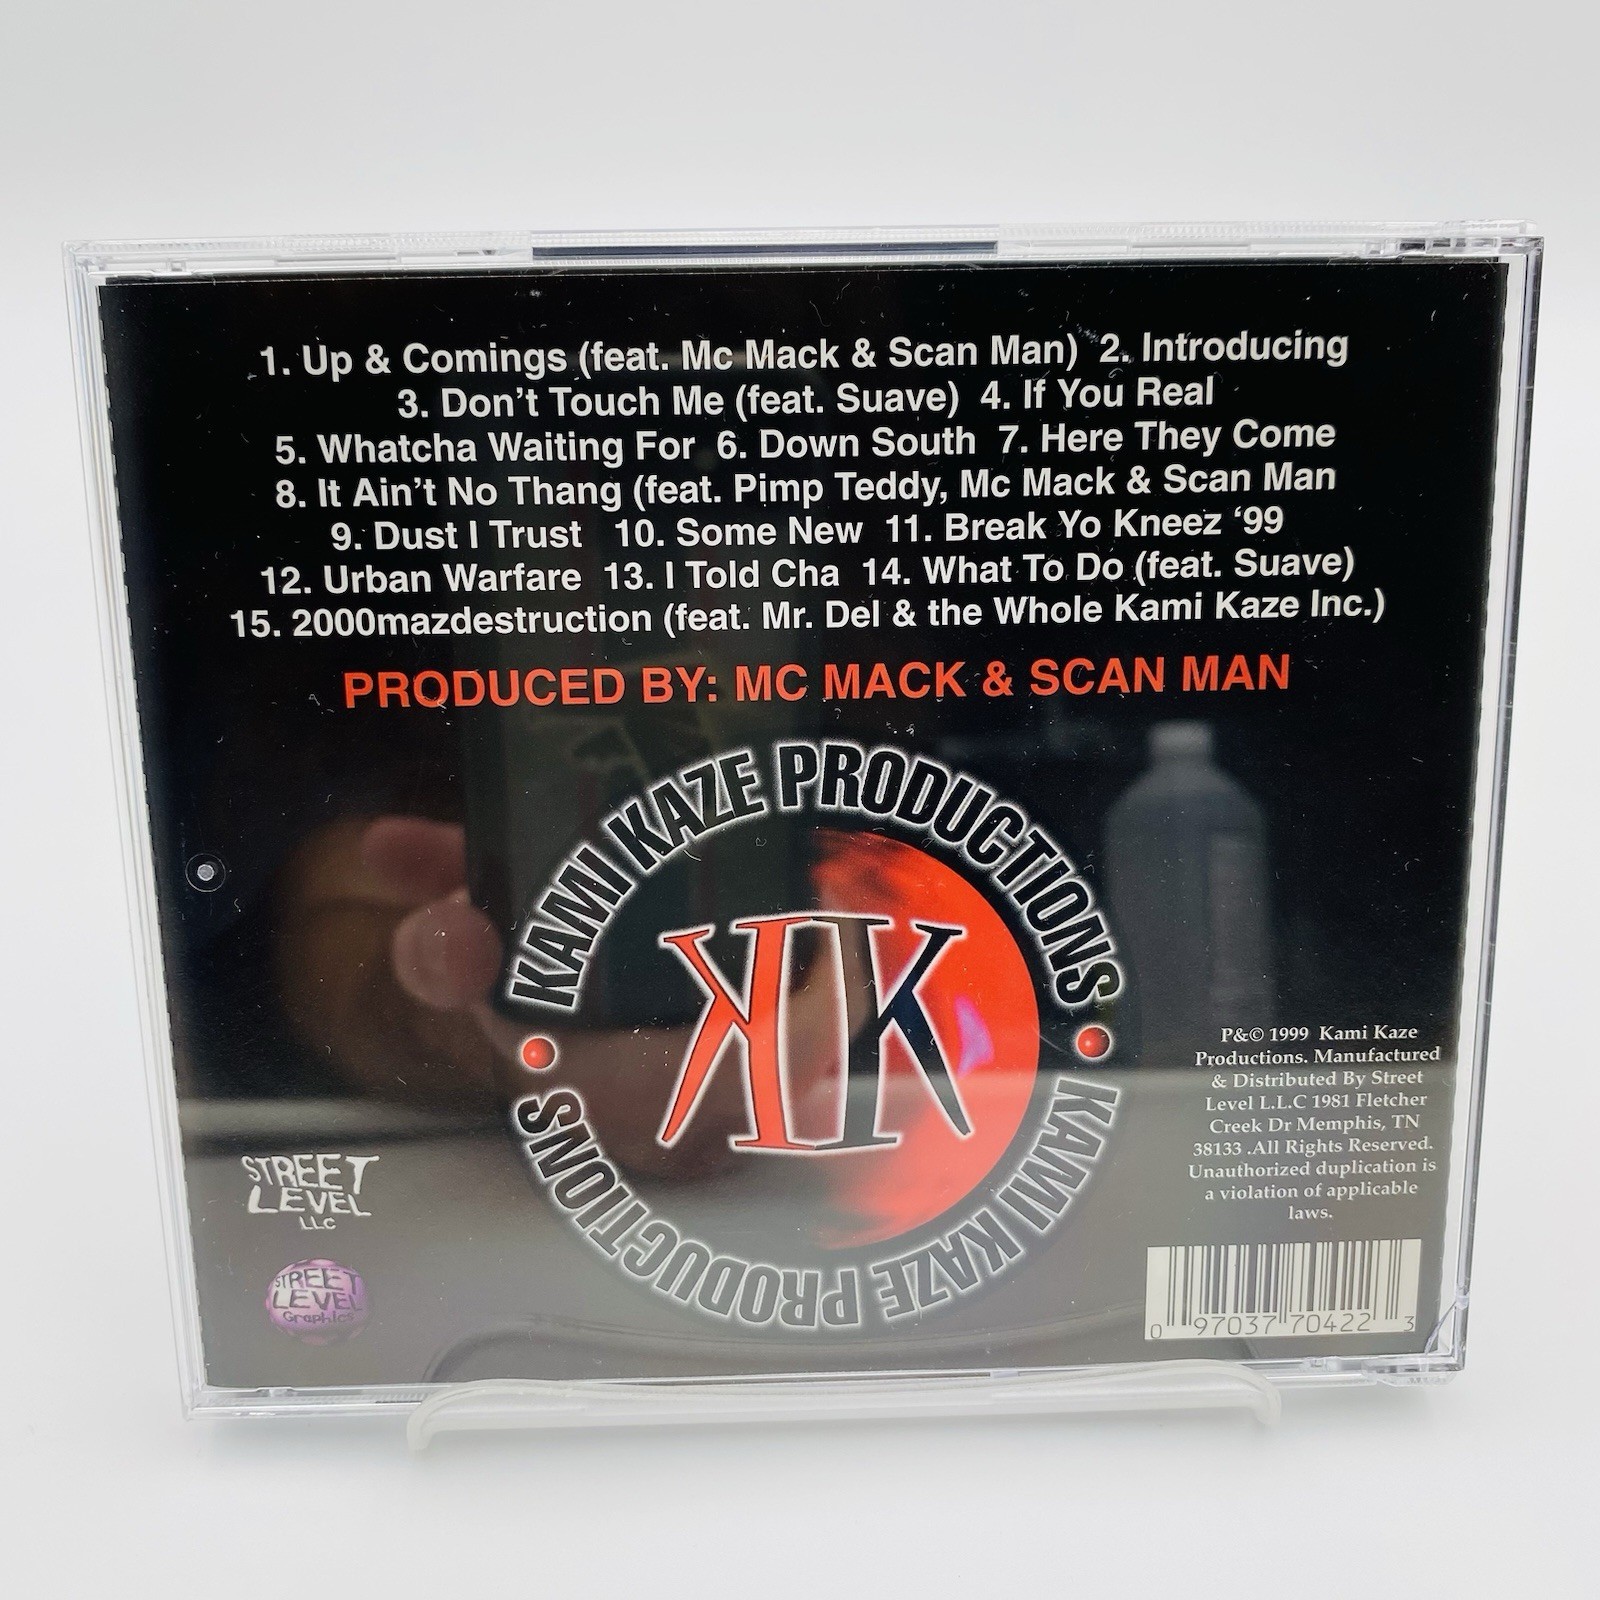 1. Up & Comings (feat. Mc Mack & Scan Man) 2. Introducing
3. Don't Touch Me (feat. Suave) 4. If You Real
5. Whatcha Waiting For 6. Down South 7. Here They Come
8. It Ain't No Thang (feat. Pimp Teddy, Mc Mack & Scan Man
9. Dust I Trust 10. Some New 11. Break Yo Kneez ‘99
12. Urban Warfare 13. I Told Cha 14. What To Do (feat. Suave)
15. 2000mazdestruction (feat. Mr. Del & the Whole Kami Kaze Inc.)
PRODUCED BY: MC MACK & SCAN MAN
KAMI KAZE PRODUCTIONS • KAMI KAZE PRODUCTIONS •
KK
P&© 1999 Kami Kaze
Productions. Manufactured
& Distributed By Street
Level L.L.C 1981 Fletcher
Creek Dr Memphis, TN
38133 .All Rights Reserved.
Unauthorized duplication is
a violation of applicable
laws.
STREET
LEVEL
LLC
STREET
LEVEL
Graphics
0 97037 70422 3